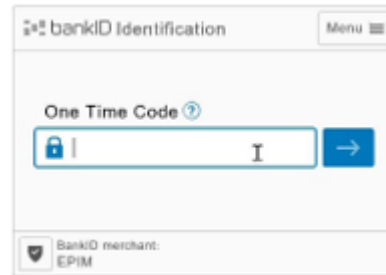 bankID Identification
Menu
One Time Code ?
BankID merchant:
EPIM